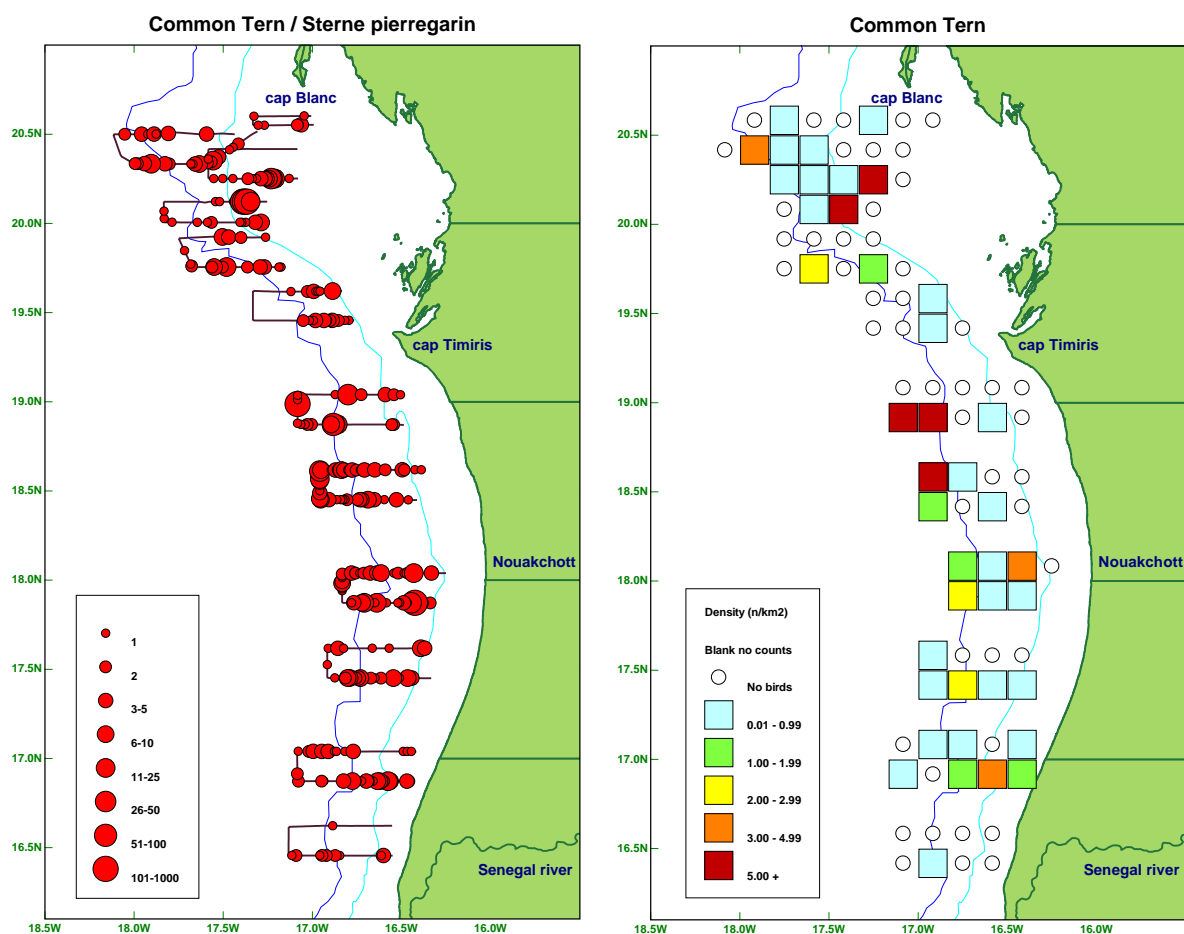 Common Tern / Sterne pierregarin
cap Blanc
20.5N
20.0N
19.5N
cap Timiris
19.0N
18.5N
Nouakchott
18.0N
1
2
3-5
6-10
11-25
26-50
51-100
101-1000
17.5N
17.0N
16.5N
Senegal river
18.5W 18.0W 17.5W 17.0W 16.5W 16.0W
Common Tern
cap Blanc
20.5N
20.0N
19.5N
cap Timiris
19.0N
18.5N
Nouakchott
18.0N
Density (n/km2)
Blank no counts
No birds
0.01 - 0.99
1.00 - 1.99
2.00 - 2.99
3.00 - 4.99
5.00 +
17.5N
17.0N
16.5N
Senegal river
18.5W 18.0W 17.5W 17.0W 16.5W 16.0W